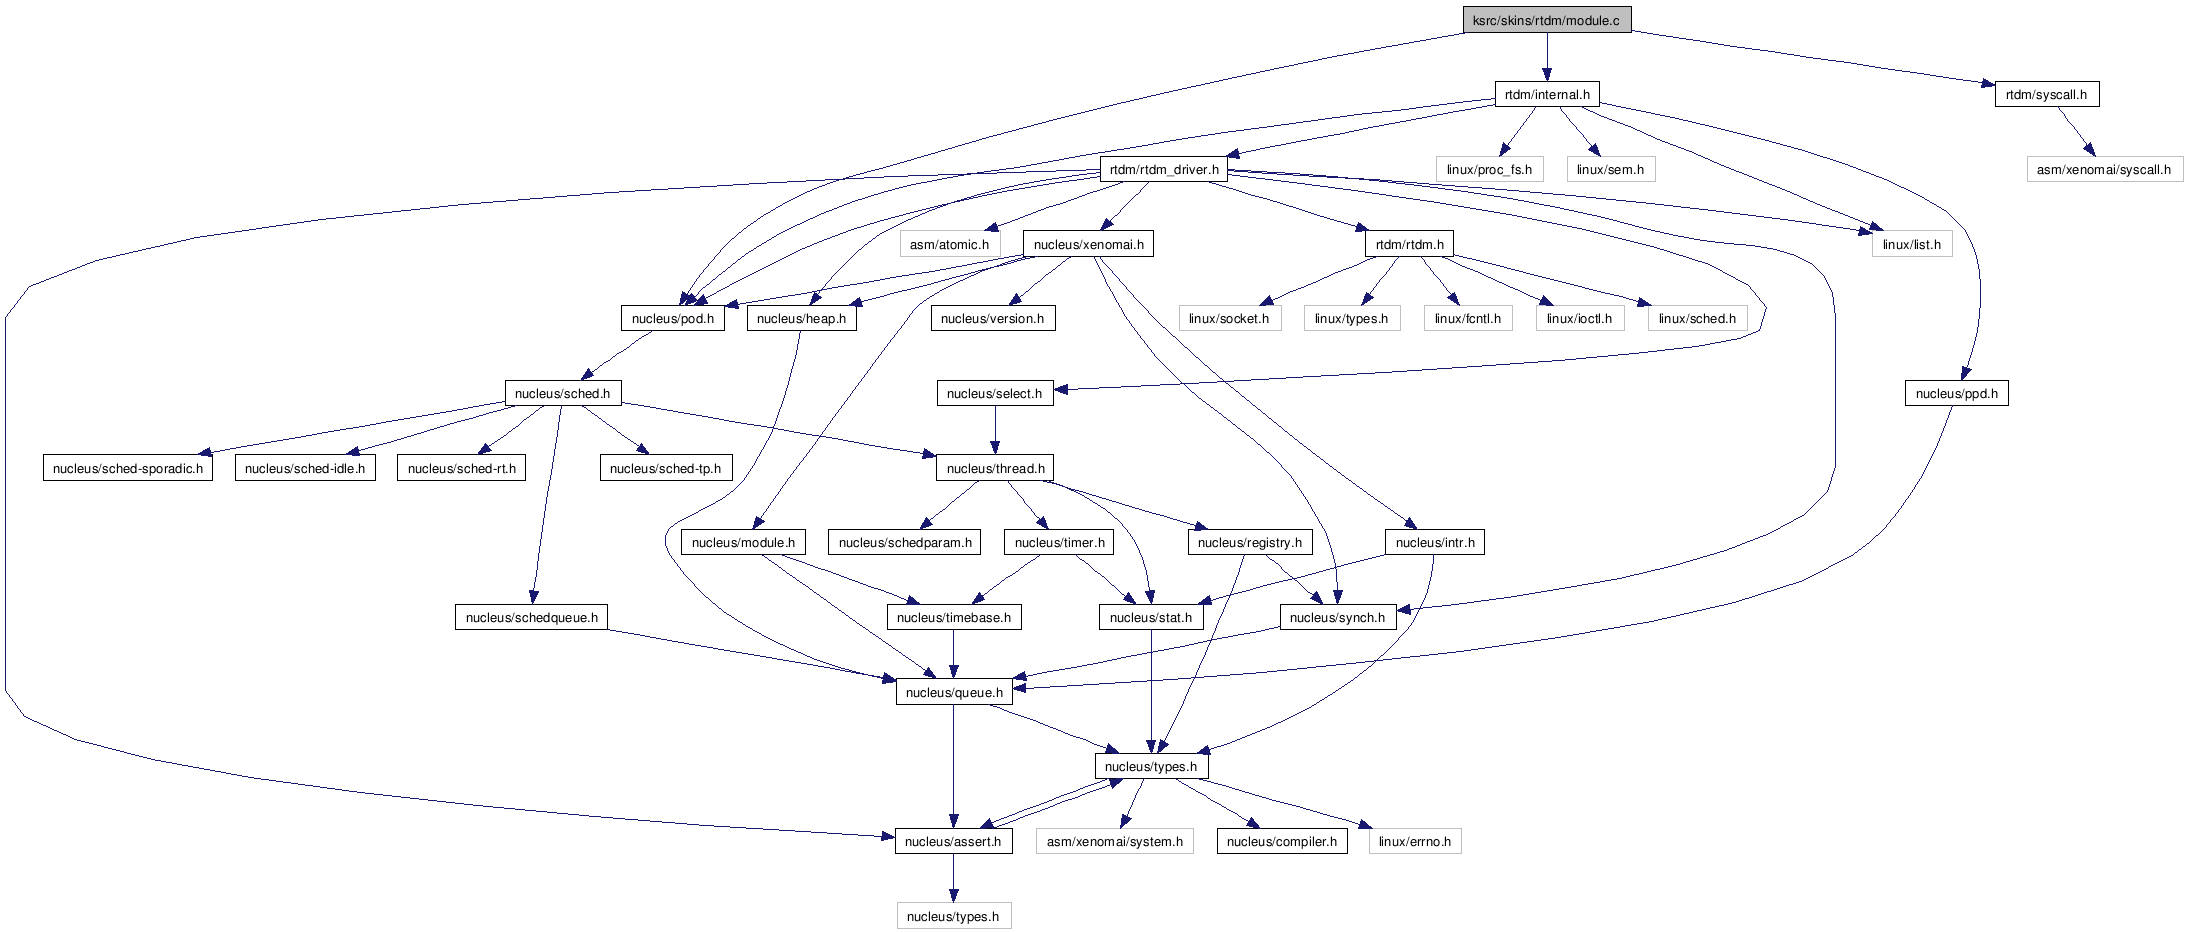 ksrc/skins/rtdm/module.c
rtdm/internal.h
rtdm/syscall.h
rtdm/rtdm_driver.h
linux/proc_fs.h
linux/sem.h
asm/xenomai/syscall.h
asm/atomic.h
nucleus/xenomai.h
rtdm/rtdm.h
linux/list.h
nucleus/pod.h
nucleus/heap.h
nucleus/version.h
linux/socket.h
linux/types.h
linux/fcntl.h
linux/ioctl.h
linux/sched.h
nucleus/sched.h
nucleus/select.h
nucleus/ppd.h
nucleus/sched-sporadic.h
nucleus/sched-idle.h
nucleus/sched-rt.h
nucleus/sched-tp.h
nucleus/thread.h
nucleus/module.h
nucleus/schedparam.h
nucleus/timer.h
nucleus/registry.h
nucleus/intr.h
nucleus/schedqueue.h
nucleus/timebase.h
nucleus/stat.h
nucleus/synch.h
nucleus/queue.h
nucleus/types.h
nucleus/assert.h
asm/xenomai/system.h
nucleus/compiler.h
linux/errno.h
nucleus/types.h